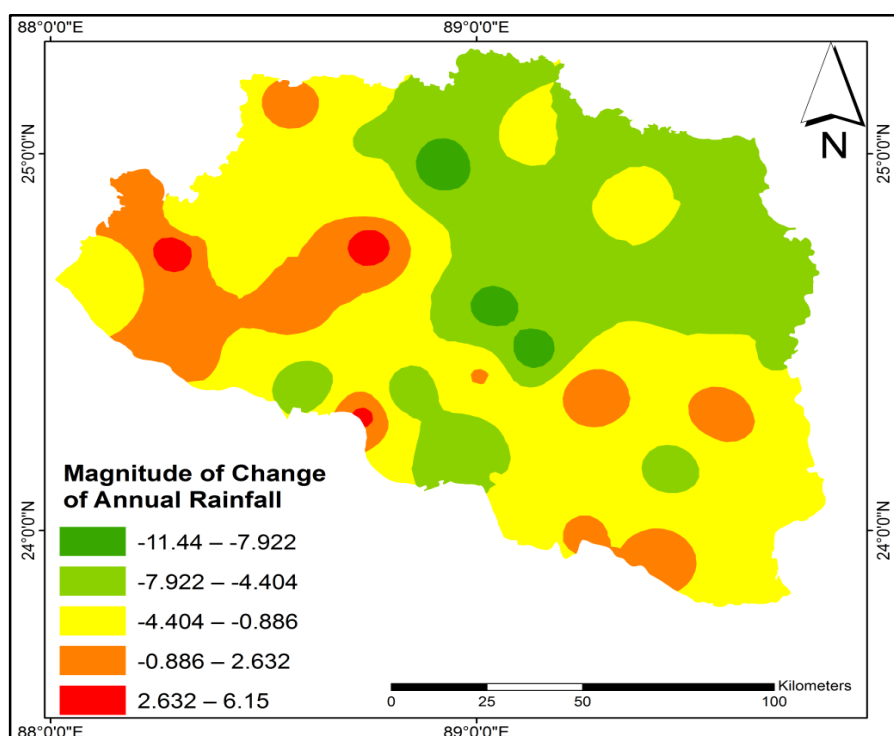 88°0'0"E
89°0'0"E
N
25°0'0"N
25°0'0"N
24°0'0"N
24°0'0"N
Magnitude of Change
of Annual Rainfall
-11.44 – -7.922
-7.922 – -4.404
-4.404 – -0.886
-0.886 – 2.632
2.632 – 6.15
Kilometers
0 25 50 100
88°0'0"E
89°0'0"E